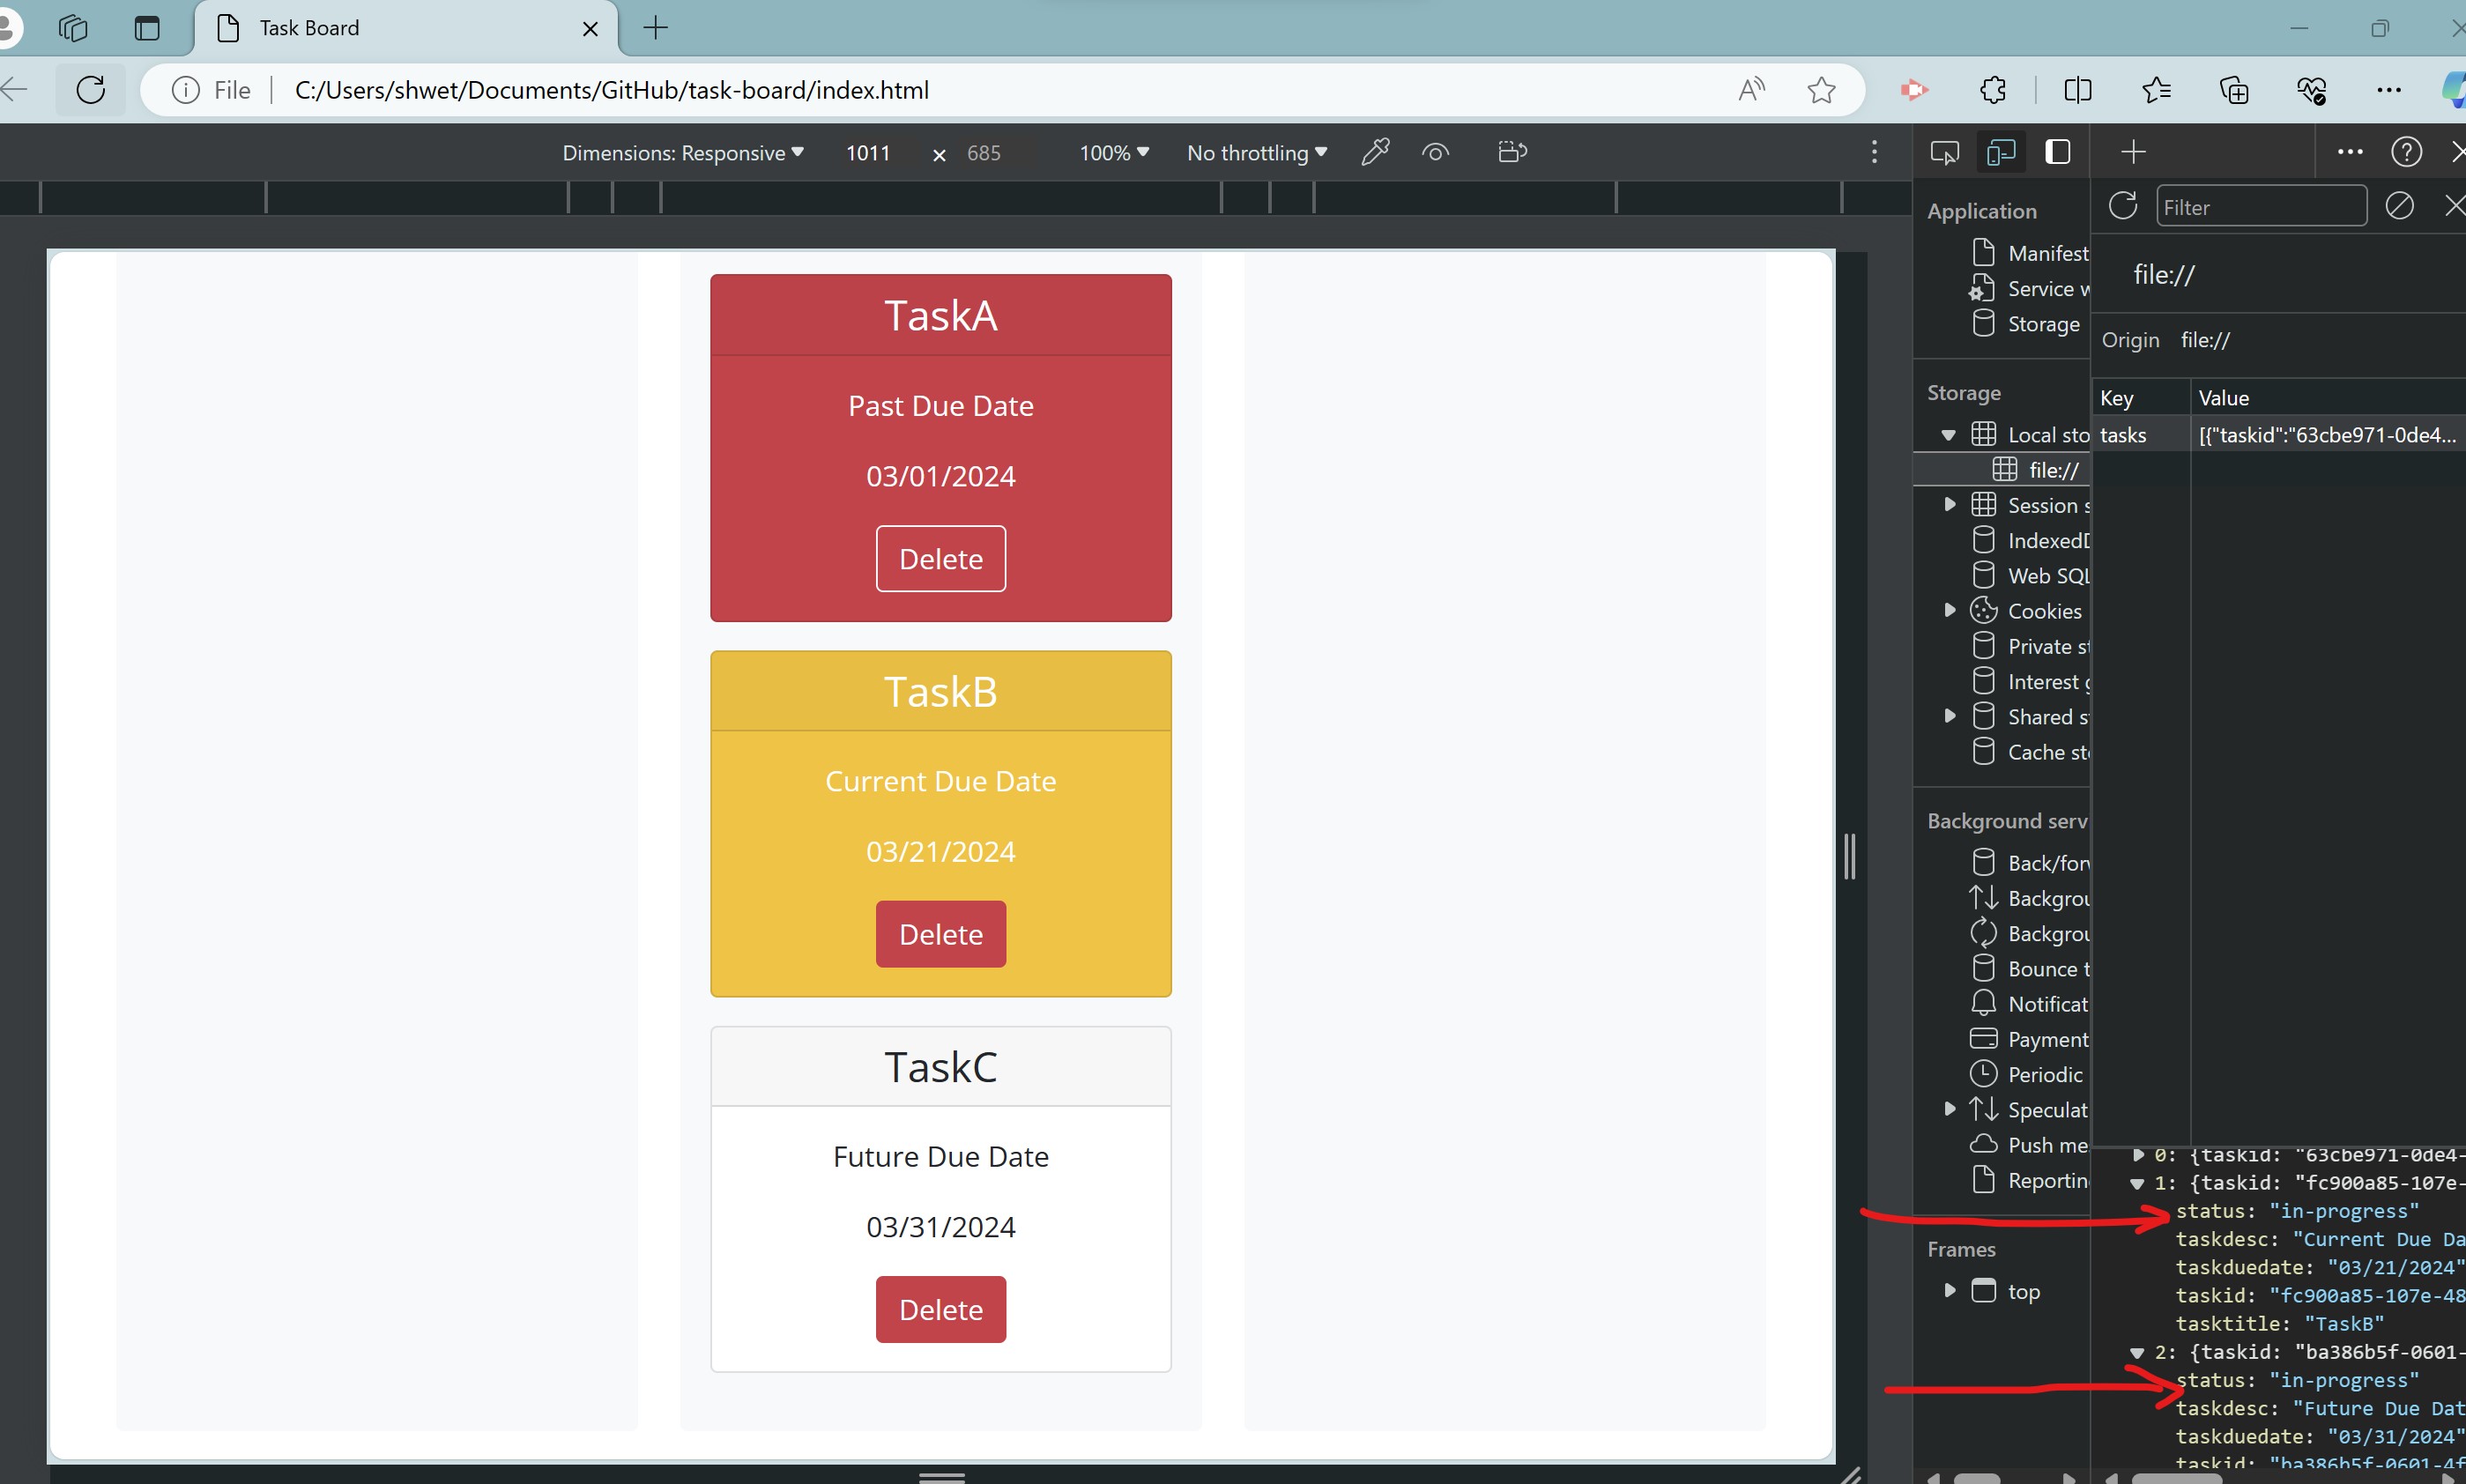 Task Board
File
C:/Users/shwet/Documents/GitHub/task-board/index.html
Dimensions: Responsive 1011 × 685 100% No throttling
TaskA
Past Due Date
03/01/2024
Delete
TaskB
Current Due Date
03/21/2024
Delete
TaskC
Future Due Date
03/31/2024
Delete
Application
Manifest
Service w
Storage
Storage
Local sto
file://
Session s
IndexedD
Web SQL
Cookies
Private st
Interest g
Shared st
Cache sto
Background serv
Back/forw
Backgrou
Backgrou
Bounce t
Notificat
Payment
Periodic
Speculat
Push me
Reporting
Frames
top
Filter
file://
Origin file://
Key Value
tasks [{"taskid":"63cbe971-0de4...
0: {taskid: "63cbe971-0de4-
1: {taskid: "fc900a85-107e-
status: "in-progress"
taskdesc: "Current Due Da
taskduedate: "03/21/2024"
taskid: "fc900a85-107e-48
tasktitle: "TaskB"
2: {taskid: "ba386b5f-0601-
status: "in-progress"
taskdesc: "Future Due Dat
taskduedate: "03/31/2024"
taskid: "ba386b5f-0601-4f